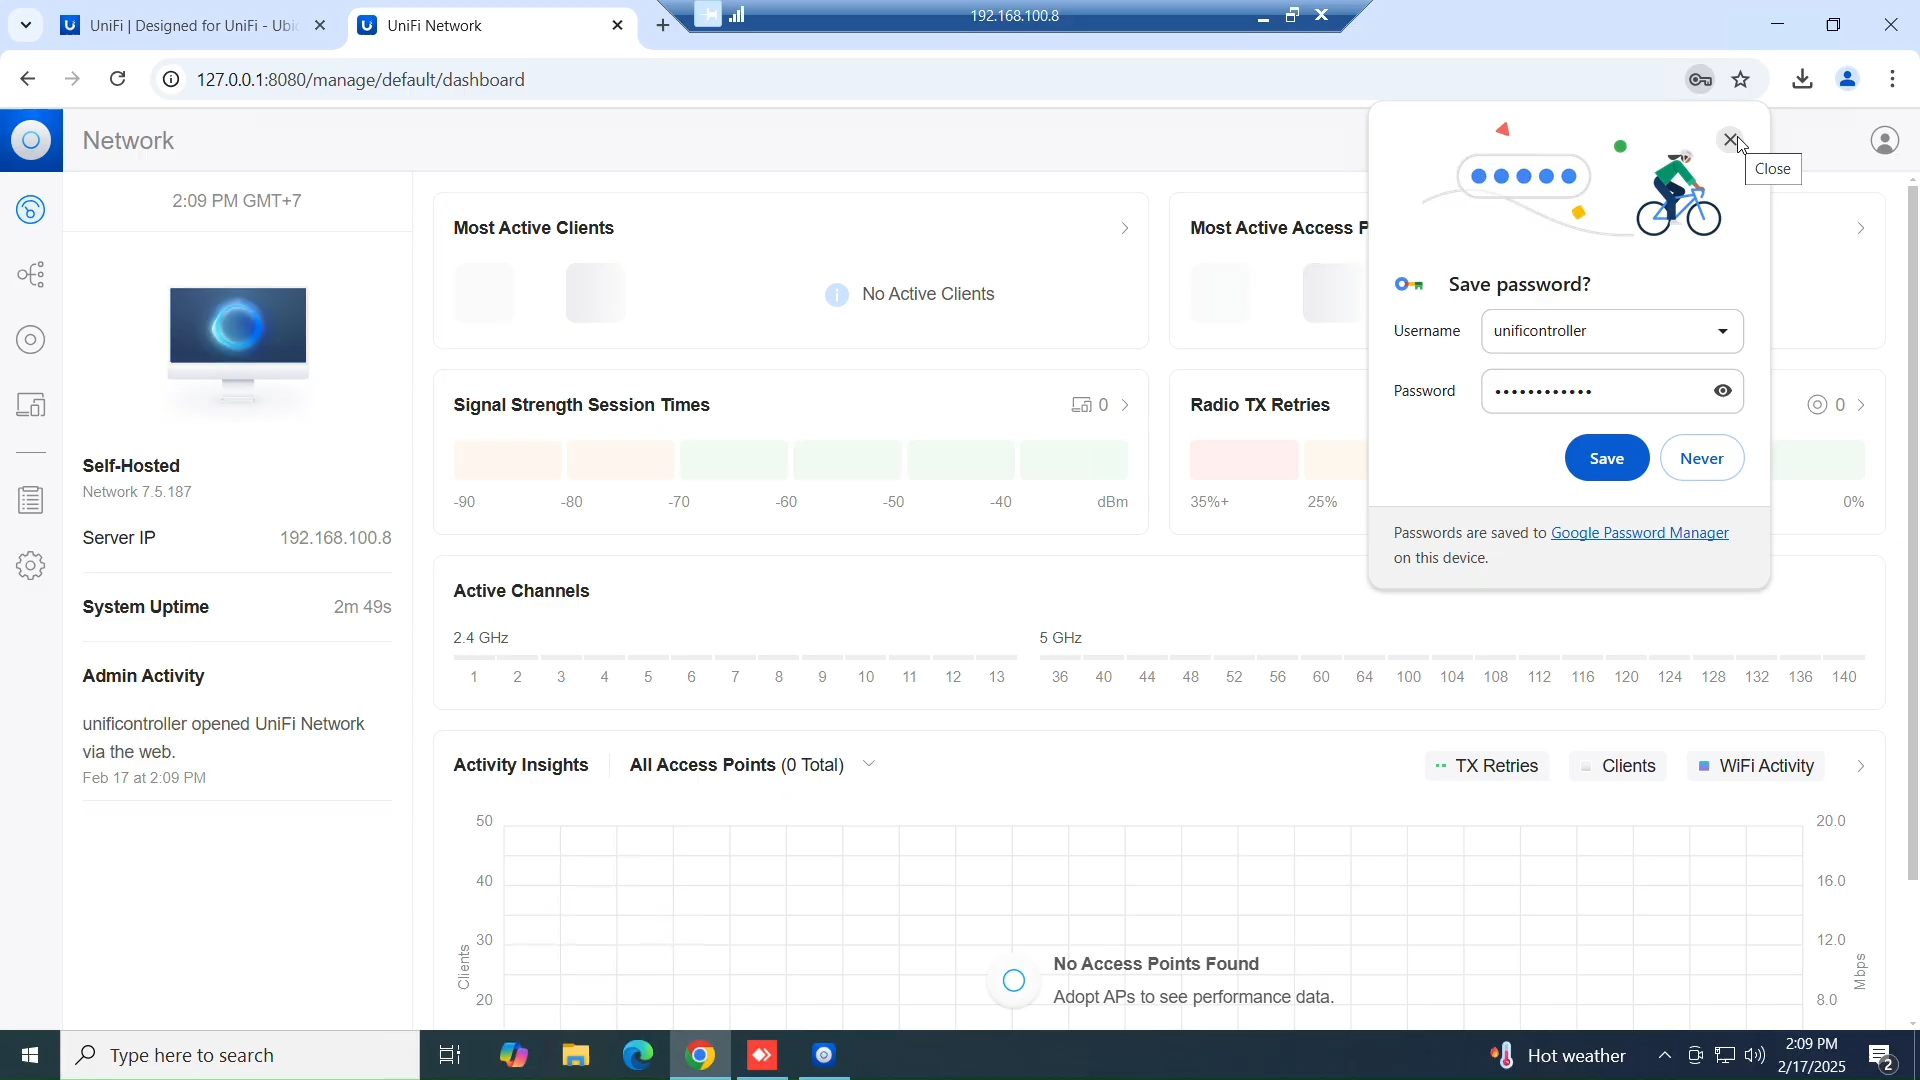 192.168.100.8
UniFi | Designed for UniFi - Ubi
UniFi Network
127.0.0.1:8080/manage/default/dashboard
Network
Close
2:09 PM GMT+7
Self-Hosted
Network 7.5.187
Server IP 192.168.100.8
System Uptime 2m 49s
Admin Activity
unificontroller opened UniFi Network
via the web.
Feb 17 at 2:09 PM
Most Active Clients
No Active Clients
Most Active Access P
Signal Strength Session Times 0
-90 -80 -70 -60 -50 -40 dBm
Radio TX Retries 0
35%+ 25% 0%
Save password?
Username unificontroller
Password ••••••••••••
Save Never
Passwords are saved to Google Password Manager
on this device.
Active Channels
2.4 GHz
1 2 3 4 5 6 7 8 9 10 11 12 13
5 GHz
36 40 44 48 52 56 60 64 100 104 108 112 116 120 124 128 132 136 140
Activity Insights All Access Points (0 Total) TX Retries Clients WiFi Activity
50 20.0
40 16.0
30 12.0
20 8.0
Clients
Mbps
No Access Points Found
Adopt APs to see performance data.
Type here to search
Hot weather
2:09 PM
2/17/2025
2